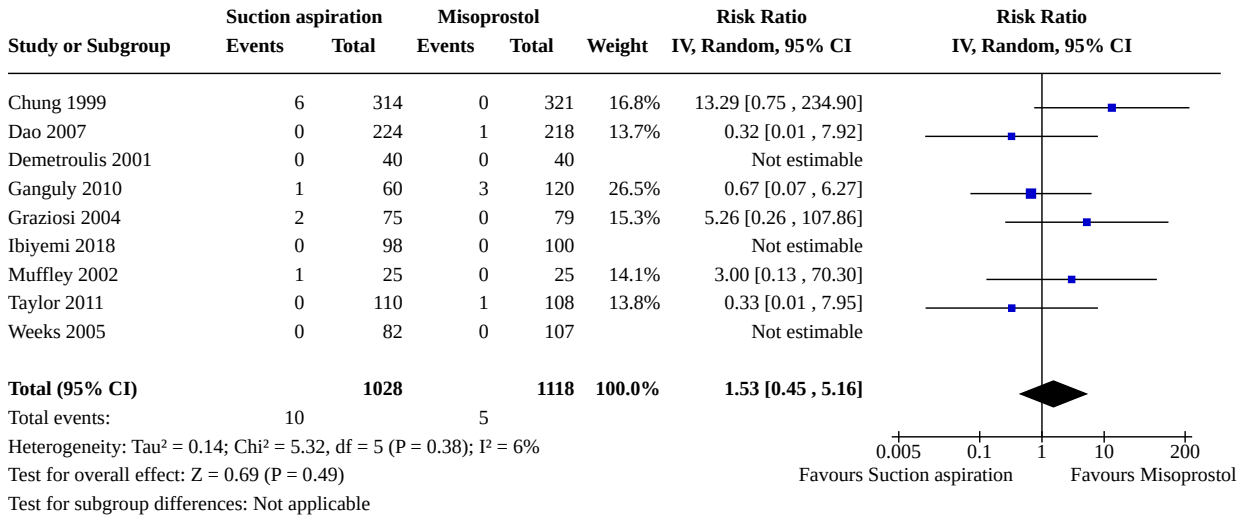 Suction aspiration Misoprostol Risk Ratio Risk Ratio
Study or Subgroup Events Total Events Total Weight IV, Random, 95% CI IV, Random, 95% CI
Chung 1999 6 314 0 321 16.8% 13.29 [0.75 , 234.90]
Dao 2007 0 224 1 218 13.7% 0.32 [0.01 , 7.92]
Demetroulis 2001 0 40 0 40 Not estimable
Ganguly 2010 1 60 3 120 26.5% 0.67 [0.07 , 6.27]
Graziosi 2004 2 75 0 79 15.3% 5.26 [0.26 , 107.86]
Ibiyemi 2018 0 98 0 100 Not estimable
Muffley 2002 1 25 0 25 14.1% 3.00 [0.13 , 70.30]
Taylor 2011 0 110 1 108 13.8% 0.33 [0.01 , 7.95]
Weeks 2005 0 82 0 107 Not estimable
Total (95% CI) 1028 1118 100.0% 1.53 [0.45 , 5.16]
Total events: 10 5
Heterogeneity: Tau² = 0.14; Chi² = 5.32, df = 5 (P = 0.38); I² = 6%
0.005 0.1 1 10 200
Test for overall effect: Z = 0.69 (P = 0.49)
Favours Suction aspiration Favours Misoprostol
Test for subgroup differences: Not applicable